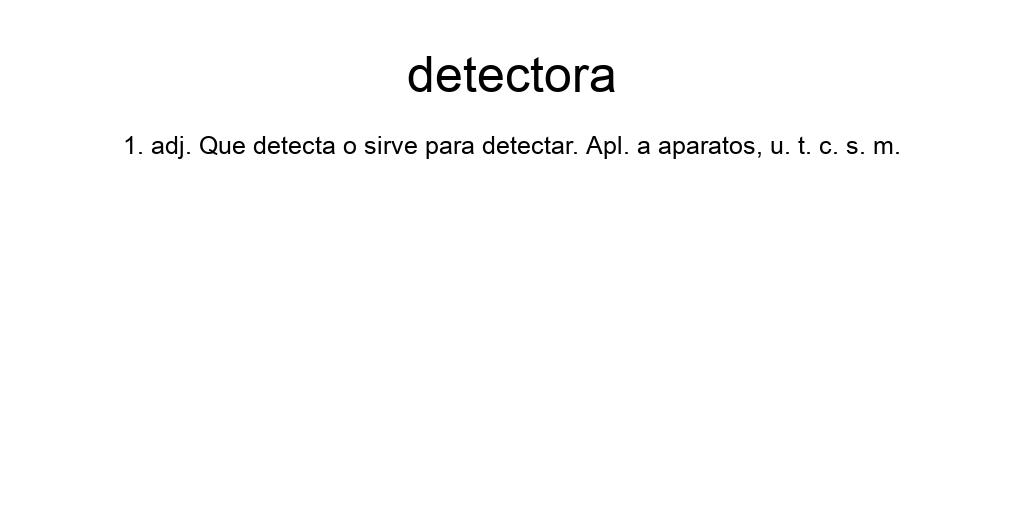 detectora
1. adj. Que detecta o sirve para detectar. Apl. a aparatos, u. t. c. s. m.